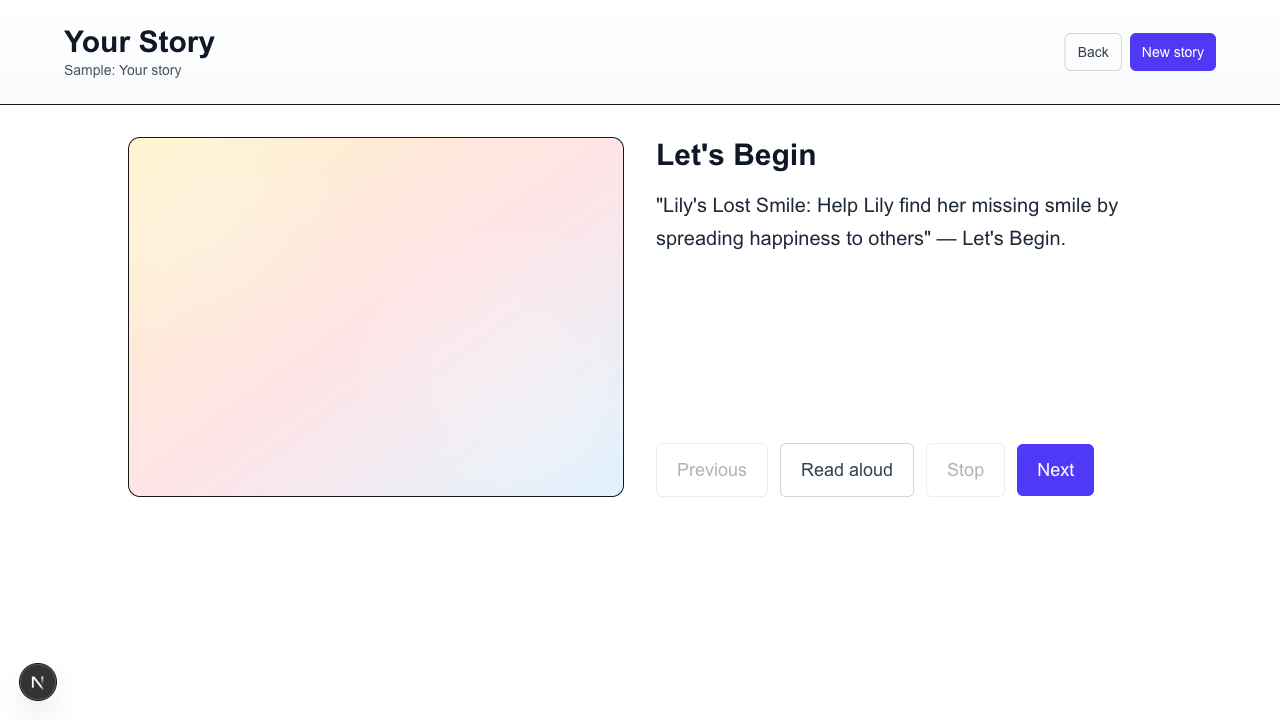 Your Story
Sample: Your story
Back
New story
Let's Begin
"Lily's Lost Smile: Help Lily find her missing smile by
spreading happiness to others" — Let's Begin.
Previous
Read aloud
Stop
Next
N